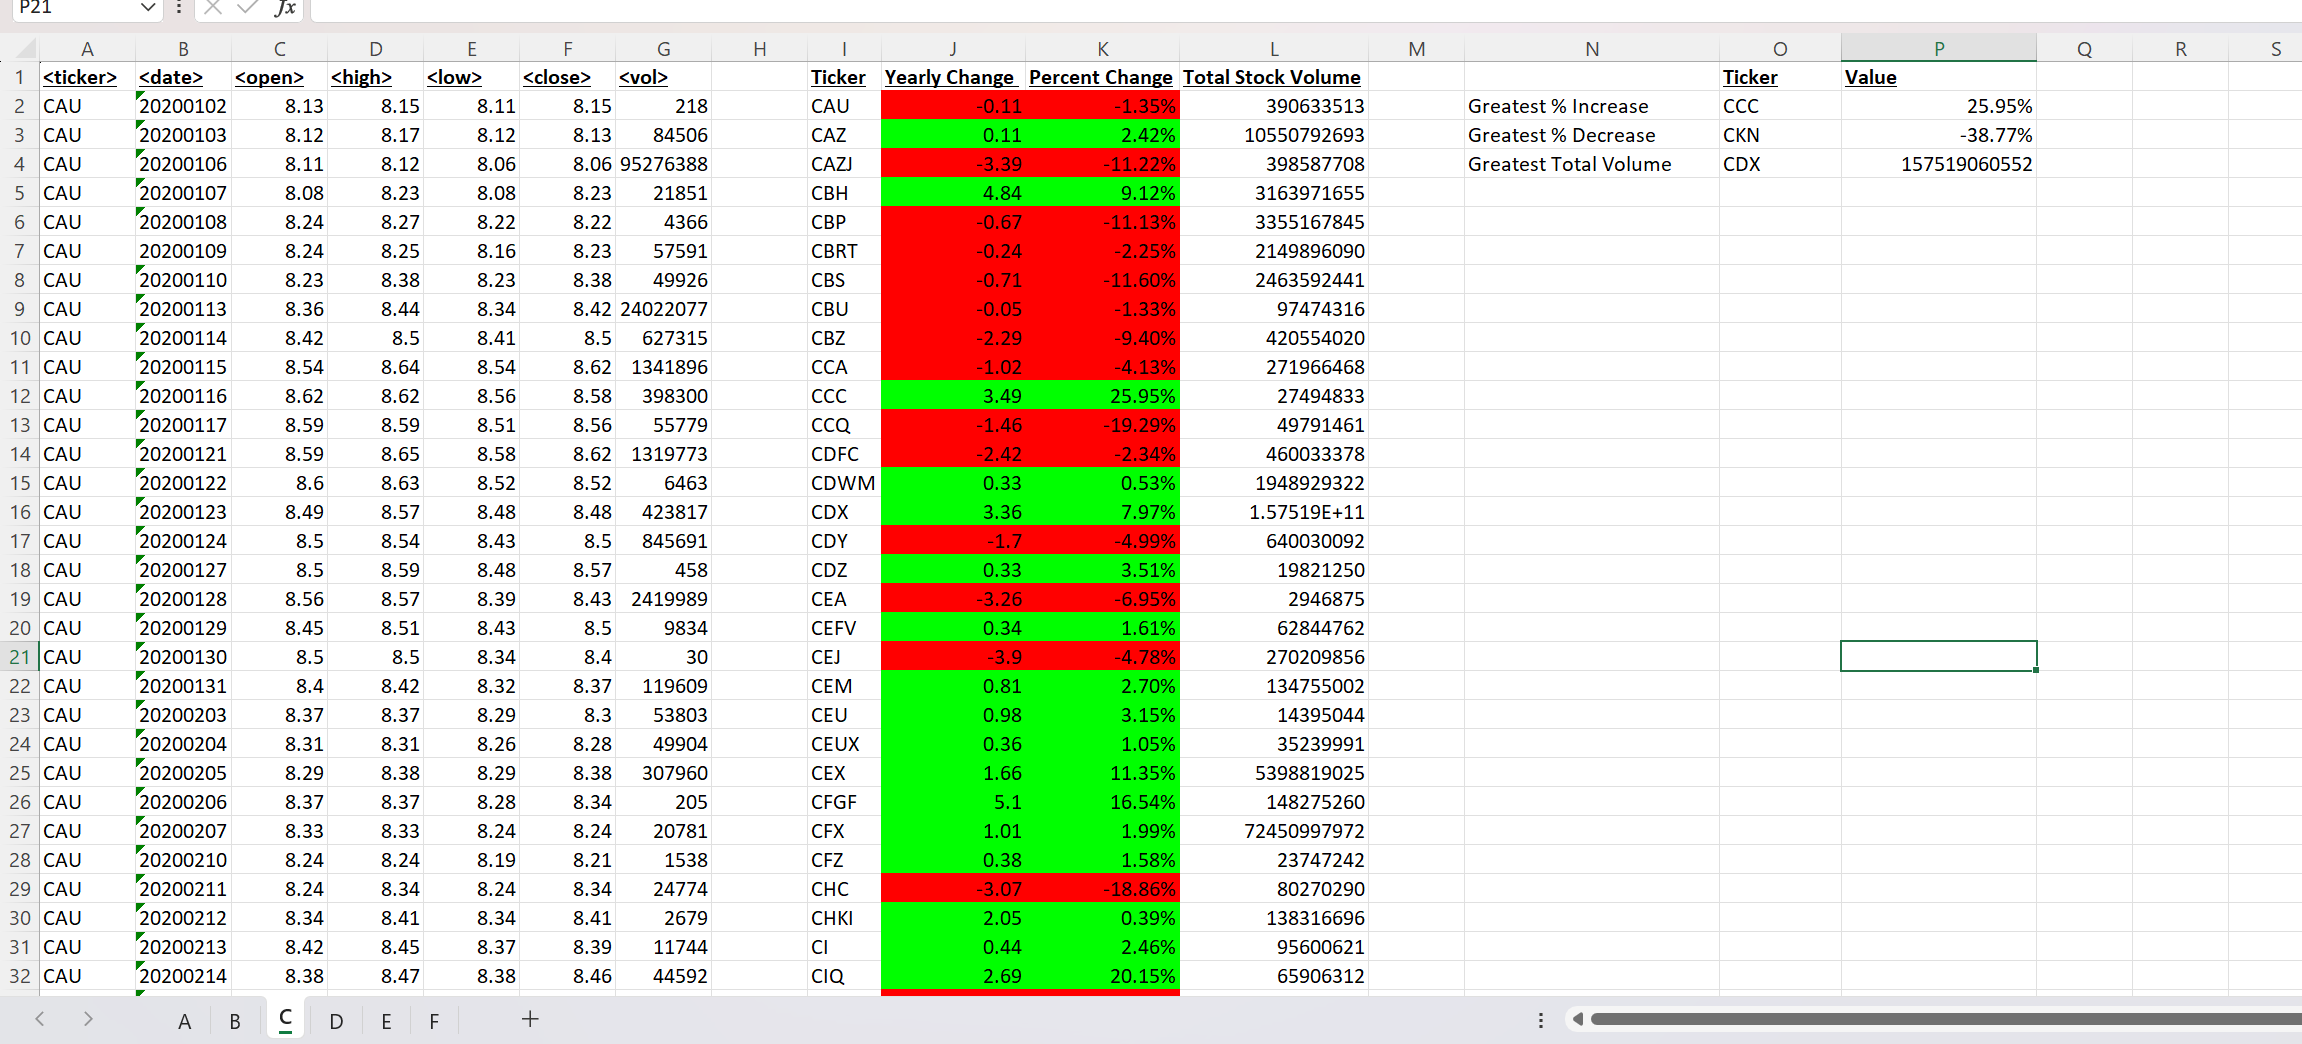 P21 fx
A B C D E F G H I J K L M N O P Q R S
1 <ticker> <date> <open> <high> <low> <close> <vol> Ticker Yearly Change Percent Change Total Stock Volume Ticker Value
2 CAU 20200102 8.13 8.15 8.11 8.15 218 CAU -0.11 -1.35% 390633513 Greatest % Increase CCC 25.95%
3 CAU 20200103 8.12 8.17 8.12 8.13 84506 CAZ 0.11 2.42% 10550792693 Greatest % Decrease CKN -38.77%
4 CAU 20200106 8.11 8.12 8.06 8.06 95276388 CAZJ -3.39 -11.22% 398587708 Greatest Total Volume CDX 157519060552
5 CAU 20200107 8.08 8.23 8.08 8.23 21851 CBH 4.84 9.12% 3163971655
6 CAU 20200108 8.24 8.27 8.22 8.22 4366 CBP -0.67 -11.13% 3355167845
7 CAU 20200109 8.24 8.25 8.16 8.23 57591 CBRT -0.24 -2.25% 2149896090
8 CAU 20200110 8.23 8.38 8.23 8.38 49926 CBS -0.71 -11.60% 2463592441
9 CAU 20200113 8.36 8.44 8.34 8.42 24022077 CBU -0.05 -1.33% 97474316
10 CAU 20200114 8.42 8.5 8.41 8.5 627315 CBZ -2.29 -9.40% 420554020
11 CAU 20200115 8.54 8.64 8.54 8.62 1341896 CCA -1.02 -4.13% 271966468
12 CAU 20200116 8.62 8.62 8.56 8.58 398300 CCC 3.49 25.95% 27494833
13 CAU 20200117 8.59 8.59 8.51 8.56 55779 CCQ -1.46 -19.29% 49791461
14 CAU 20200121 8.59 8.65 8.58 8.62 1319773 CDFC -2.42 -2.34% 460033378
15 CAU 20200122 8.6 8.63 8.52 8.52 6463 CDWM 0.33 0.53% 1948929322
16 CAU 20200123 8.49 8.57 8.48 8.48 423817 CDX 3.36 7.97% 1.57519E+11
17 CAU 20200124 8.5 8.54 8.43 8.5 845691 CDY -1.7 -4.99% 640030092
18 CAU 20200127 8.5 8.59 8.48 8.57 458 CDZ 0.33 3.51% 19821250
19 CAU 20200128 8.56 8.57 8.39 8.43 2419989 CEA -3.26 -6.95% 2946875
20 CAU 20200129 8.45 8.51 8.43 8.5 9834 CEFV 0.34 1.61% 62844762
21 CAU 20200130 8.5 8.5 8.34 8.4 30 CEJ -3.9 -4.78% 270209856
22 CAU 20200131 8.4 8.42 8.32 8.37 119609 CEM 0.81 2.70% 134755002
23 CAU 20200203 8.37 8.37 8.29 8.3 53803 CEU 0.98 3.15% 14395044
24 CAU 20200204 8.31 8.31 8.26 8.28 49904 CEUX 0.36 1.05% 35239991
25 CAU 20200205 8.29 8.38 8.29 8.38 307960 CEX 1.66 11.35% 5398819025
26 CAU 20200206 8.37 8.37 8.28 8.34 205 CFGF 5.1 16.54% 148275260
27 CAU 20200207 8.33 8.33 8.24 8.24 20781 CFX 1.01 1.99% 72450997972
28 CAU 20200210 8.24 8.24 8.19 8.21 1538 CFZ 0.38 1.58% 23747242
29 CAU 20200211 8.24 8.34 8.24 8.34 24774 CHC -3.07 -18.86% 80270290
30 CAU 20200212 8.34 8.41 8.34 8.41 2679 CHKI 2.05 0.39% 138316696
31 CAU 20200213 8.42 8.45 8.37 8.39 11744 CI 0.44 2.46% 95600621
32 CAU 20200214 8.38 8.47 8.38 8.46 44592 CIQ 2.69 20.15% 65906312
A B C D E F